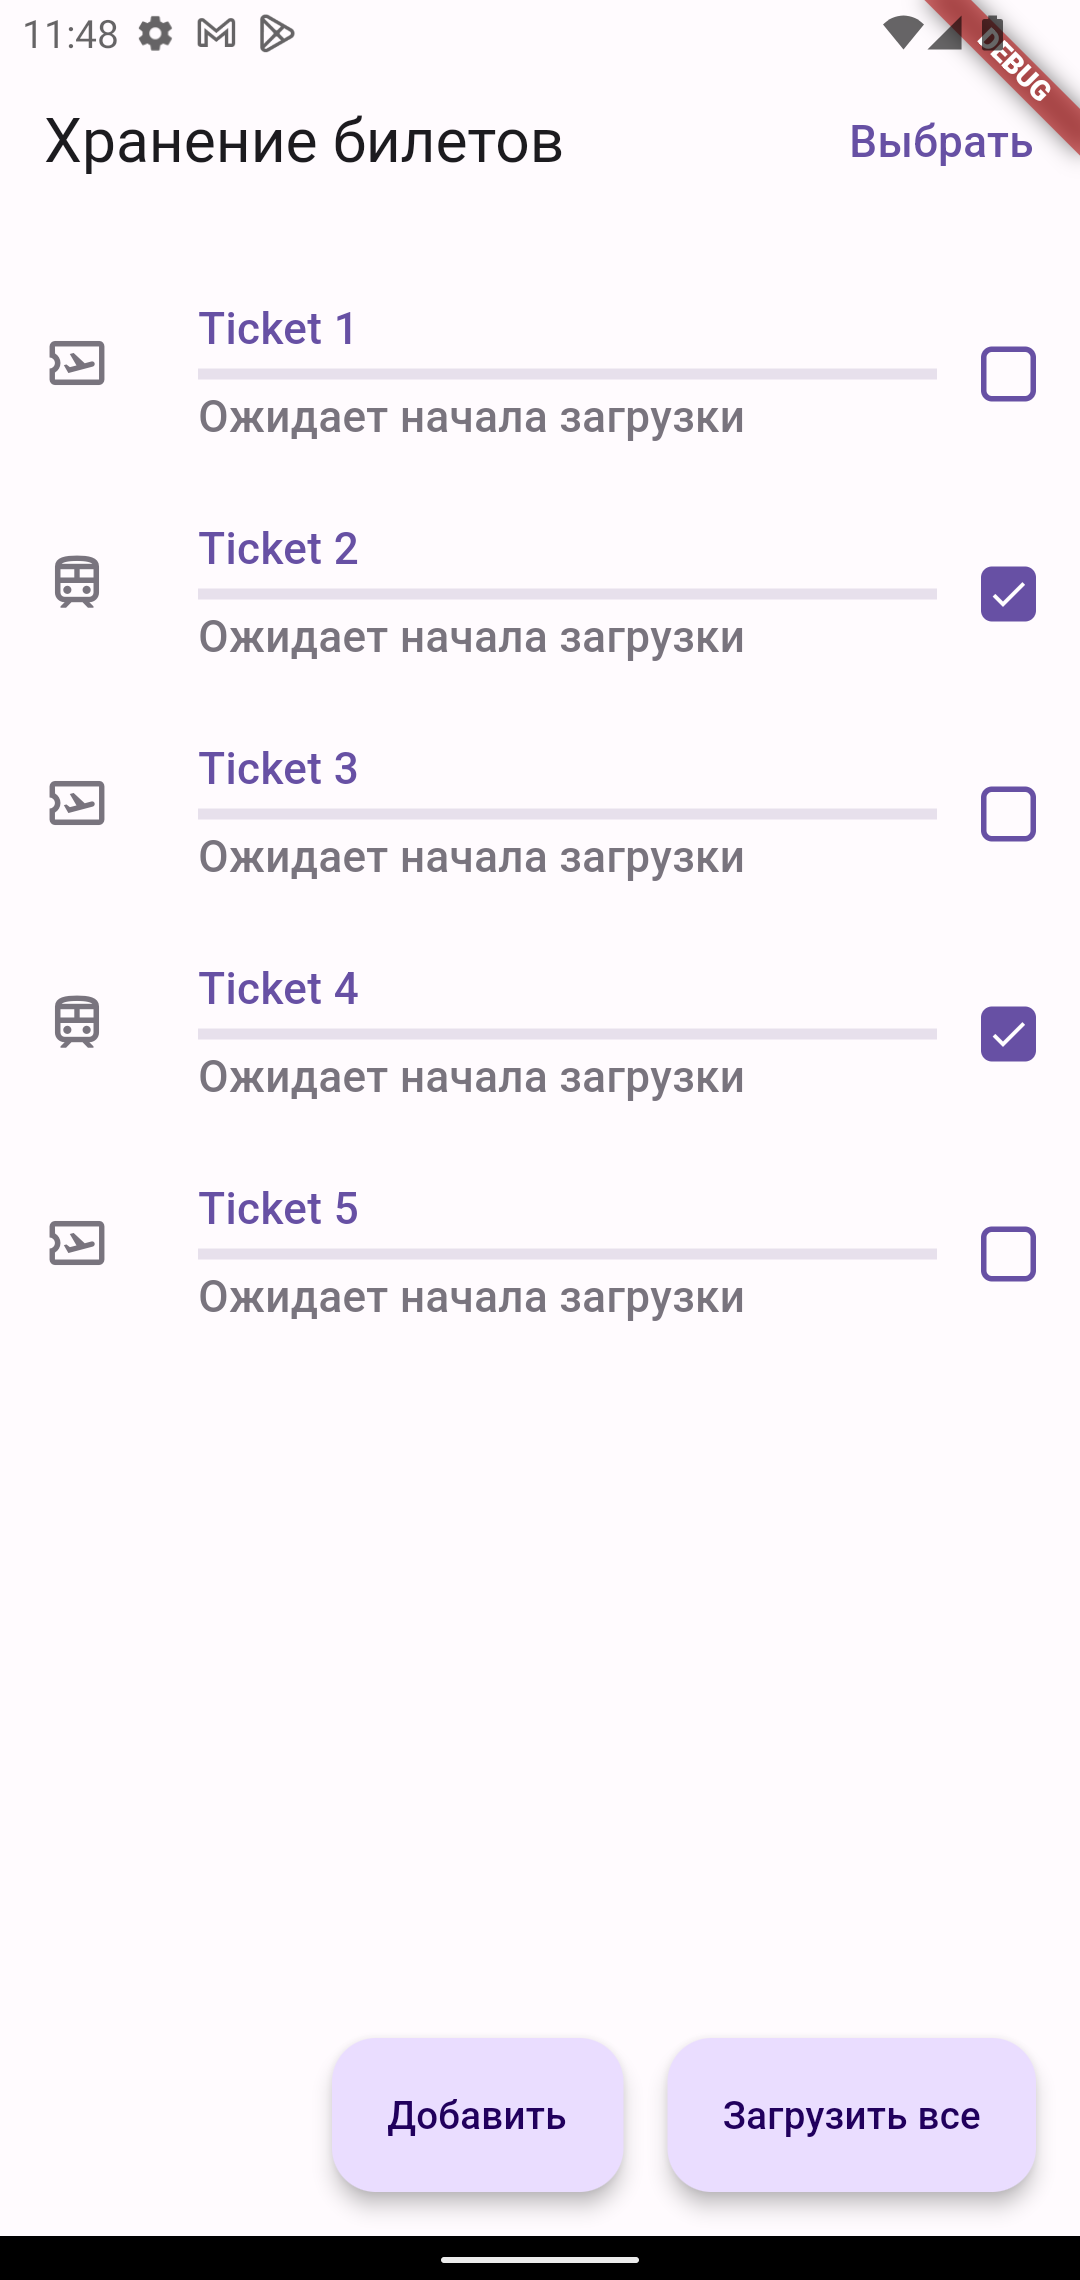 11:48
DEBUG
Хранение билетов
Выбрать
Ticket 1
Ожидает начала загрузки
Ticket 2
Ожидает начала загрузки
Ticket 3
Ожидает начала загрузки
Ticket 4
Ожидает начала загрузки
Ticket 5
Ожидает начала загрузки
Добавить
Загрузить все